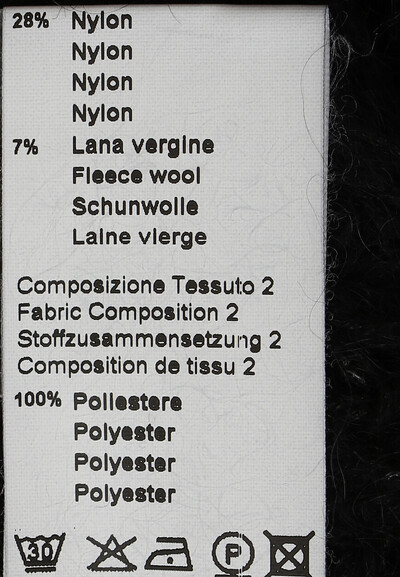 28% Nylon
Nylon
Nylon
Nylon
7% Lana vergine
Fleece wool
Schunwolle
Laine vierge
Composizione Tessuto 2
Fabric Composition 2
Stoffzusammensetzung 2
Composition de tissu 2
100% Poliestere
Polyester
Polyester
Polyester
30 P